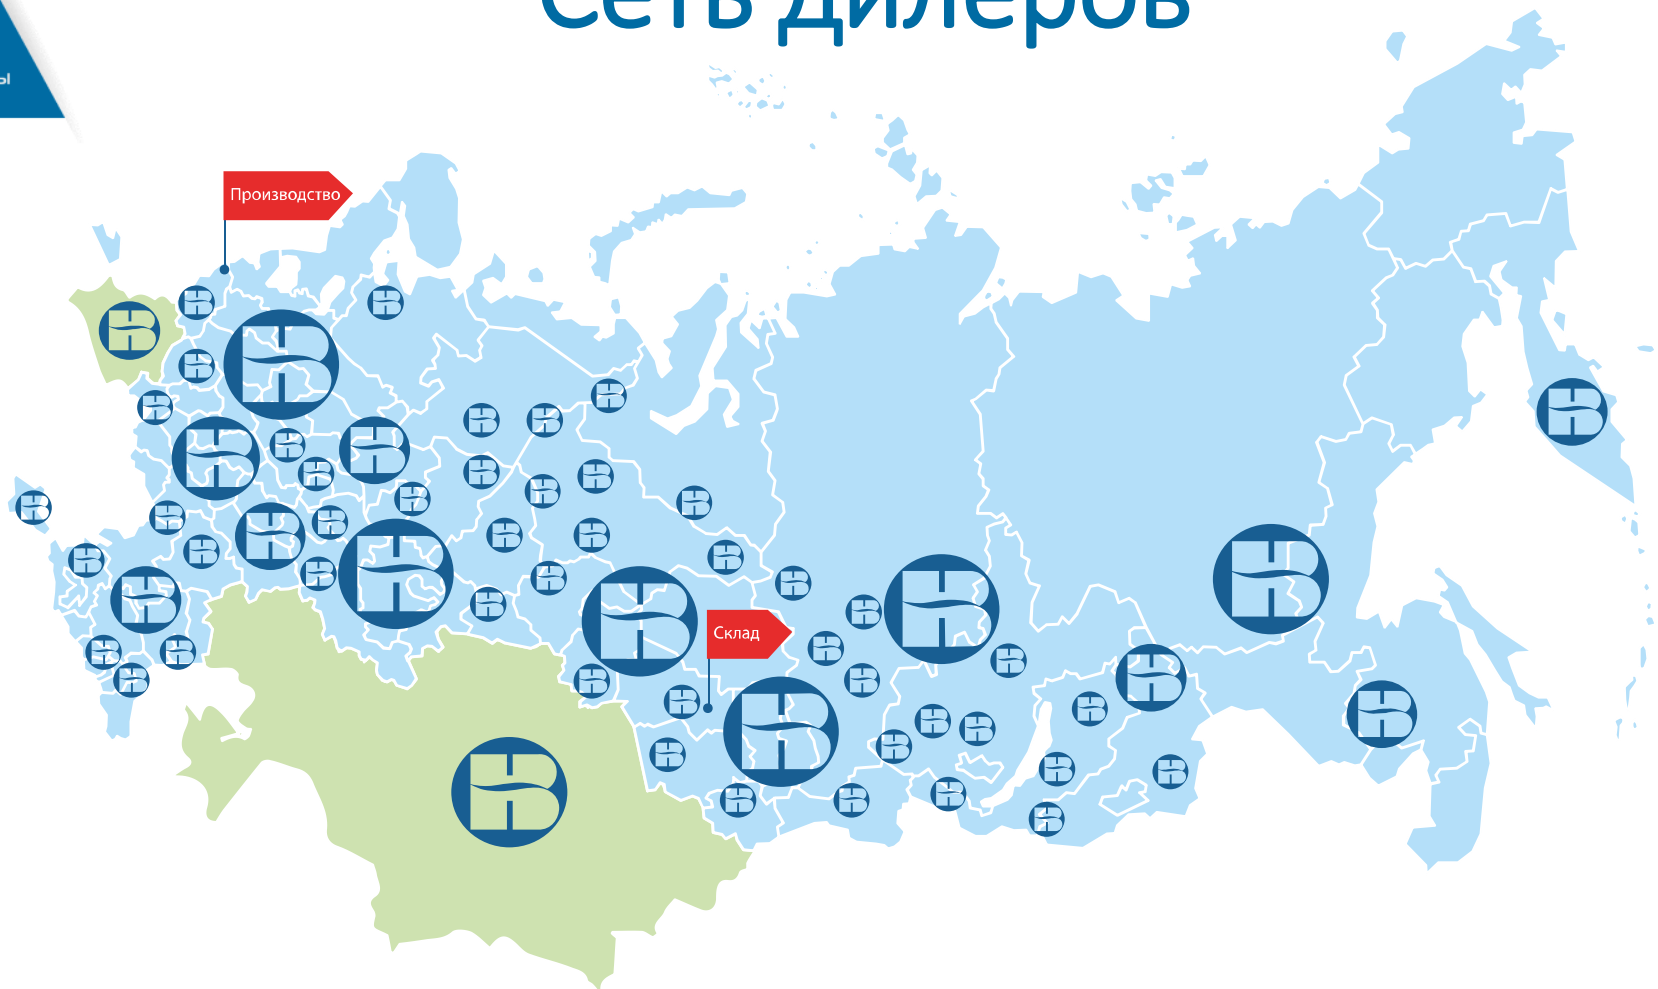 Сеть дилеров
ы
Производство
Склад